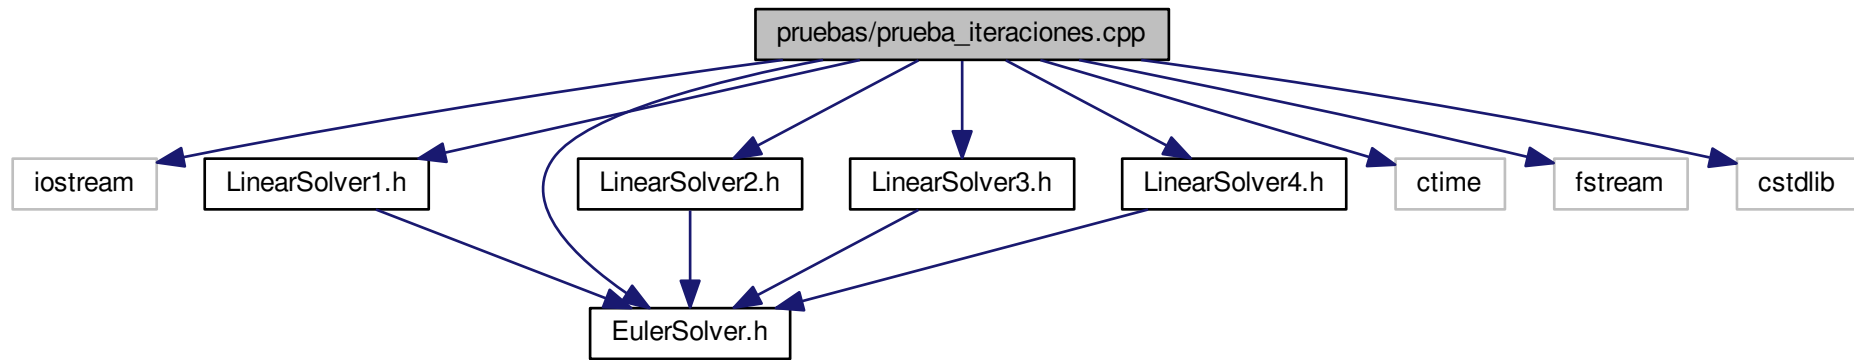 pruebas/prueba_iteraciones.cpp
iostream
LinearSolver1.h
LinearSolver2.h
LinearSolver3.h
LinearSolver4.h
ctime
fstream
cstdlib
EulerSolver.h